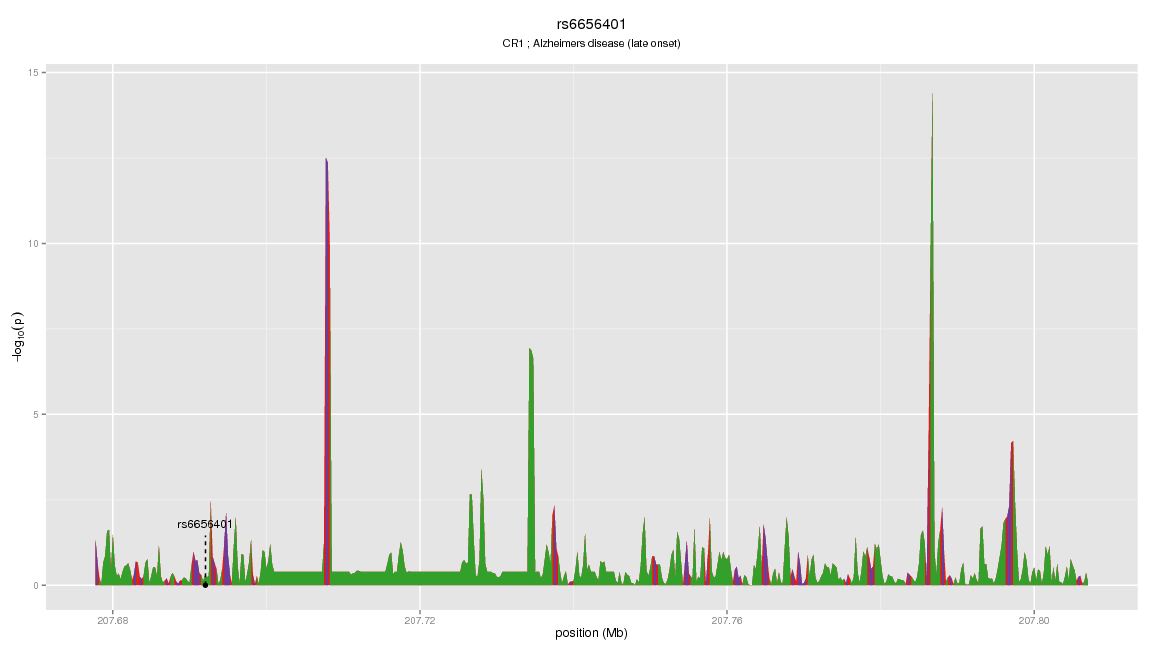 rs6656401
CR1 ; Alzheimers disease (late onset)
15
10
5
0
−log10(p)
rs6656401
207.68
207.72
207.76
207.80
position (Mb)